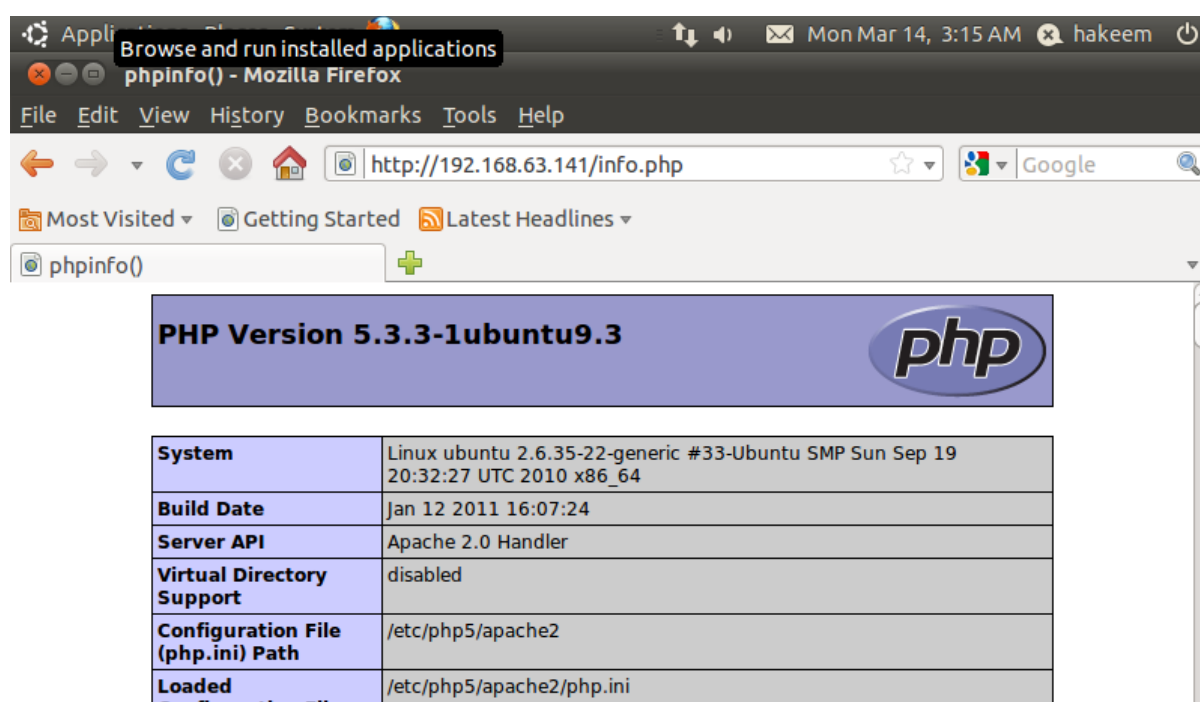 Appli
Browse and run installed applications
Mon Mar 14, 3:15 AM hakeem
phpinfo() - Mozilla Firefox
File Edit View History Bookmarks Tools Help
http://192.168.63.141/info.php Google
Most Visited Getting Started Latest Headlines
phpinfo()
PHP Version 5.3.3-1ubuntu9.3
php
System Linux ubuntu 2.6.35-22-generic #33-Ubuntu SMP Sun Sep 19
20:32:27 UTC 2010 x86_64
Build Date Jan 12 2011 16:07:24
Server API Apache 2.0 Handler
Virtual Directory disabled
Support
Configuration File /etc/php5/apache2
(php.ini) Path
Loaded /etc/php5/apache2/php.ini